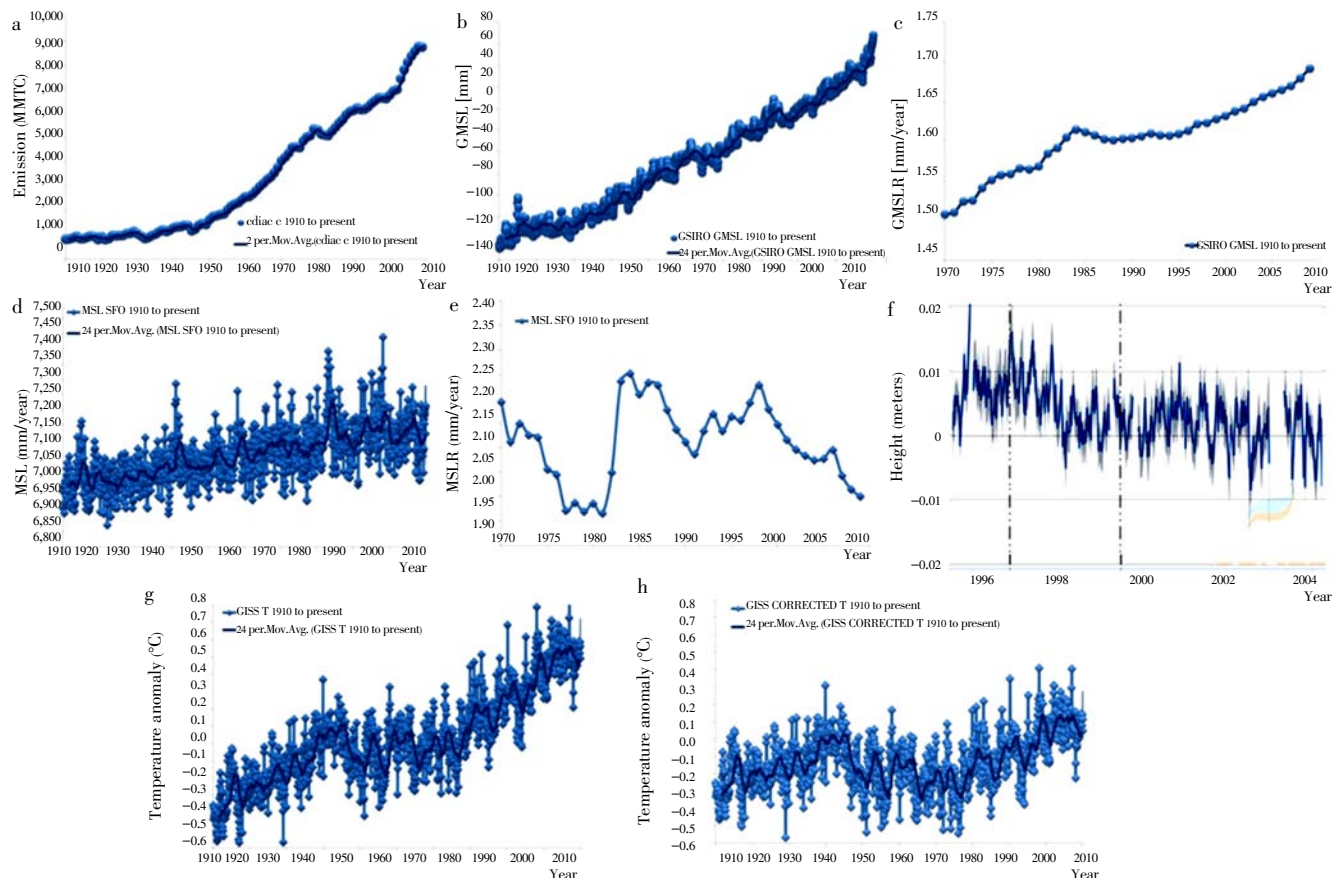 a
10,000
9,000
8,000
7,000
6,000
5,000
4,000
3,000
2,000
1,000
0
Emission (MMTC)
cdiac c 1910 to present
2 per.Mov.Avg.(cdiac c 1910 to present
1910 1920 1930 1940 1950 1960 1970 1980 1990 2000 2010
Year
b
80
60
40
20
0
−20
−40
−60
−80
−100
−120
−140
GMSL [mm]
GSIRO GMSL 1910 to present
24 per.Mov.Avg.(GSIRO GMSL 1910 to present)
1910 1920 1930 1940 1950 1960 1970 1980 1990 2000 2010
Year
c
1.75
1.70
1.65
1.60
1.55
1.50
1.45
GMSLR [mm/year]
GSIRO GMSL 1910 to present
1970 1975 1980 1985 1990 1995 2000 2005 2010
Year
d
7,500
7,450
7,400
7,350
7,300
7,250
7,200
7,150
7,100
7,050
7,000
6,950
6,900
6,850
6,800
MSL (mm/year)
MSL SFO 1910 to present
24 per.Mov.Avg. (MSL SFO 1910 to present)
1910 1920 1930 1940 1950 1960 1970 1980 1990 2000 2010
Year
e
2.40
2.35
2.30
2.25
2.20
2.15
2.10
2.05
2.00
1.95
1.90
MSLR (mm/year)
MSL SFO 1910 to present
1970 1975 1980 1985 1990 1995 2000 2005 2010
Year
f
0.02
0.01
0
−0.01
−0.02
Height (meters)
1996 1998 2000 2002 2004
Year
g
0.8
0.7
0.6
0.5
0.4
0.3
0.2
0.1
0.0
−0.1
−0.2
−0.3
−0.4
−0.5
−0.6
Temperature anomaly (°C)
GISS T 1910 to present
24 per.Mov.Avg. (GISS T 1910 to present)
1910 1920 1930 1940 1950 1960 1970 1980 1990 2000 2010
Year
h
0.8
0.7
0.6
0.5
0.4
0.3
0.2
0.1
0.0
−0.1
−0.2
−0.3
−0.4
−0.5
−0.6
Temperature anomaly (°C)
GISS CORRECTED T 1910 to present
24 per.Mov.Avg. (GISS CORRECTED T 1910 to present)
1910 1920 1930 1940 1950 1960 1970 1980 1990 2000 2010
Year